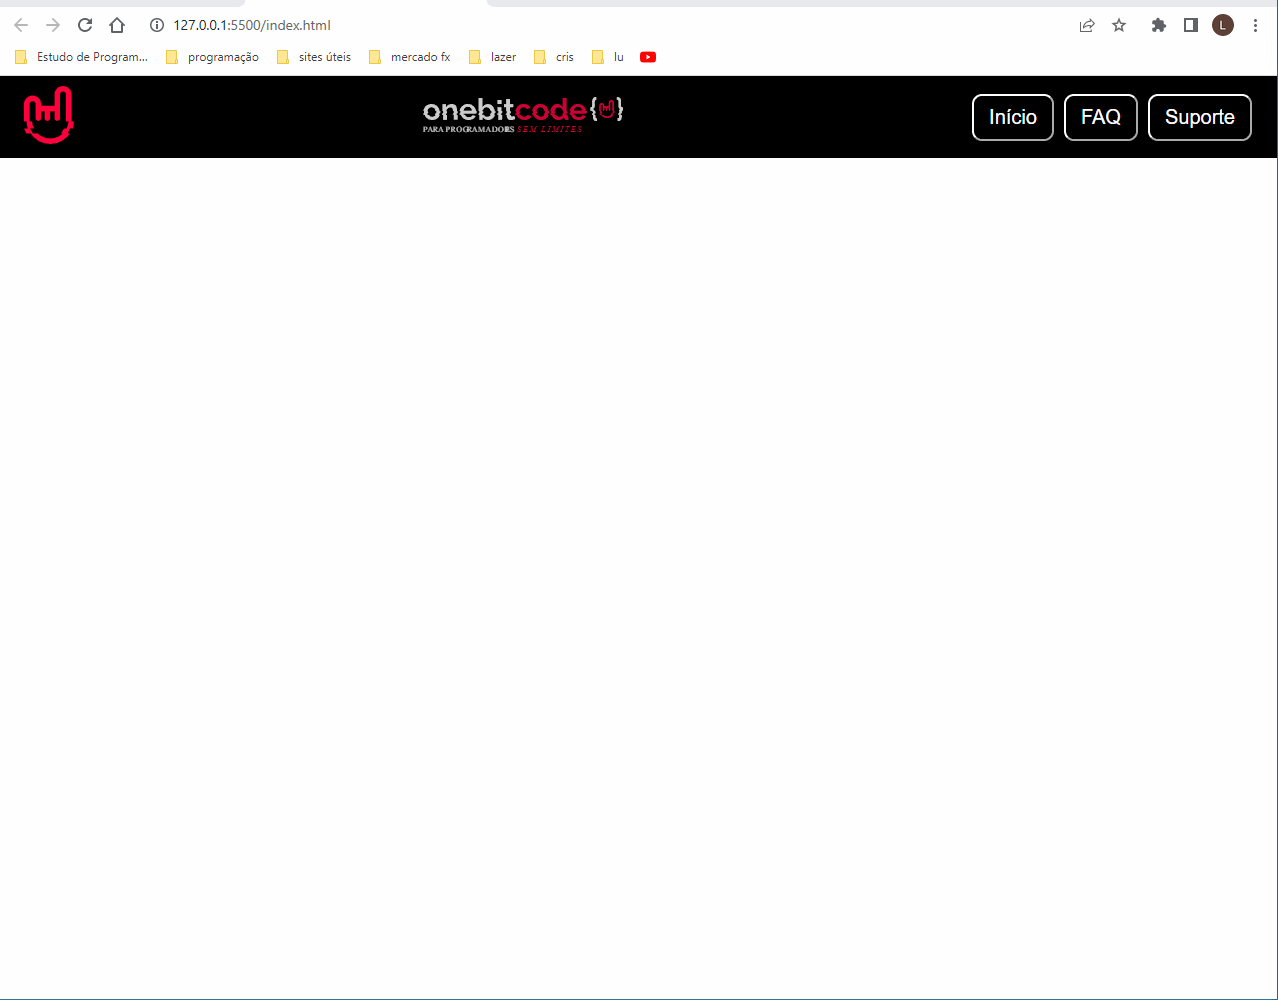 127.0.0.1:5500/index.html
L
Estudo de Program... programação sites úteis mercado fx lazer cris lu
onebitcode{ }
PARA PROGRAMADORES SEM LIMITES
Início FAQ Suporte